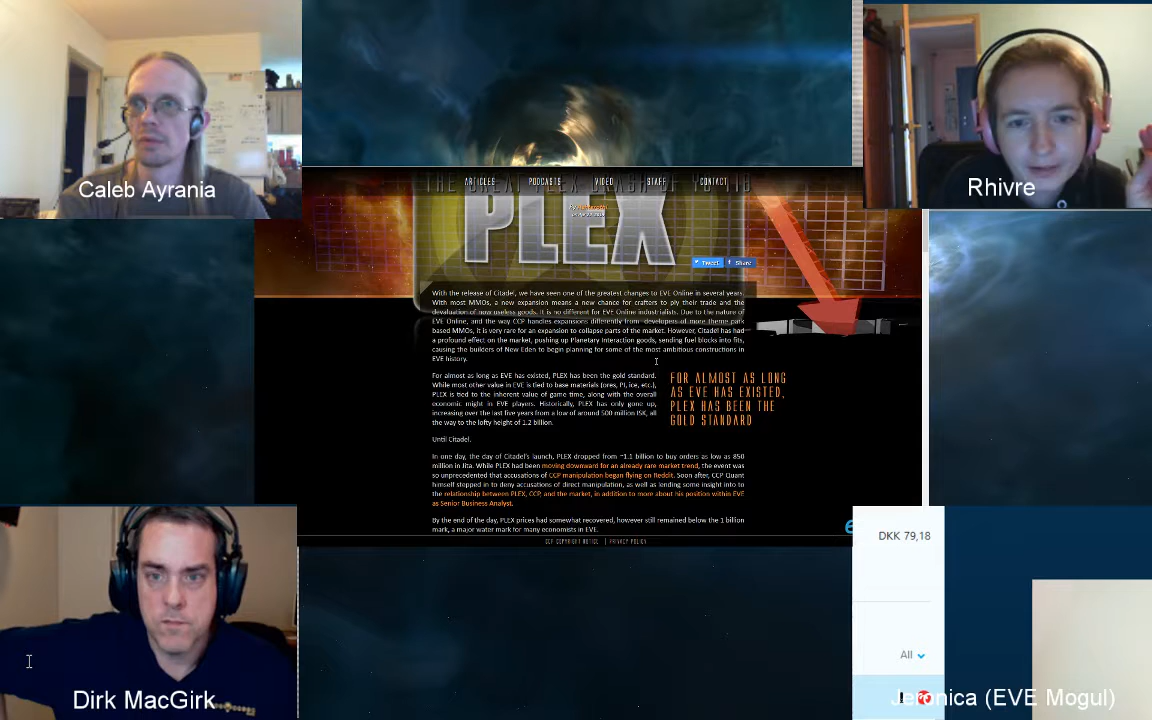 Caleb Ayrania
Rhivre
ARTICLES PODCASTS VIDEO STAFF CONTACT
THE GREAT PLEX CRASH OF YC 118
PLEX
By
Tweet Share
With the release of Citadel, we have seen one of the greatest changes to EVE Online in several years.
With most MMOs, a new expansion means a new chance for crafters to ply their trade and the
devaluation of now useless goods. It is no different for EVE Online industrialists. Due to the nature of
EVE Online, and the way CCP handles expansions differently from developers of more theme park
based MMOs, it is very rare for an expansion to collapse parts of the market. However, Citadel has had
a profound effect on the market, pushing up Planetary Interaction goods, sending fuel blocks into fits,
causing the builders of New Eden to begin planning for some of the most ambitious constructions in
EVE history.
For almost as long as EVE has existed, PLEX has been the gold standard.
While most other value in EVE is tied to base materials (ores, PI, ice, etc.),
PLEX is tied to the inherent value of game time, along with the overall
economic might in EVE players. Historically, PLEX has only gone up,
increasing over the last five years from a low of around 500 million ISK, all
the way to the lofty height of 1.2 billion.
FOR ALMOST AS LONG
AS EVE HAS EXISTED,
PLEX HAS BEEN THE
GOLD STANDARD
Until Citadel.
In one day, the day of Citadel's launch, PLEX dropped from ~1.1 billion to buy orders as low as 850
million in Jita. While PLEX had been moving downward for an already rare market trend, the event was
so unprecedented that accusations of CCP manipulation began flying on Reddit. Soon after, CCP Quant
himself stepped in to deny accusations of direct manipulation, as well as lending some insight into to
the relationship between PLEX, CCP, and the market, in addition to more about his position within EVE
as Senior Business Analyst.
By the end of the day, PLEX prices had somewhat recovered, however still remained below the 1 billion
mark, a major water mark for many economists in EVE.
CCP COPYRIGHT NOTICE | PRIVACY POLICY
DKK 79,18
All
Dirk MacGirk
Jeronica (EVE Mogul)